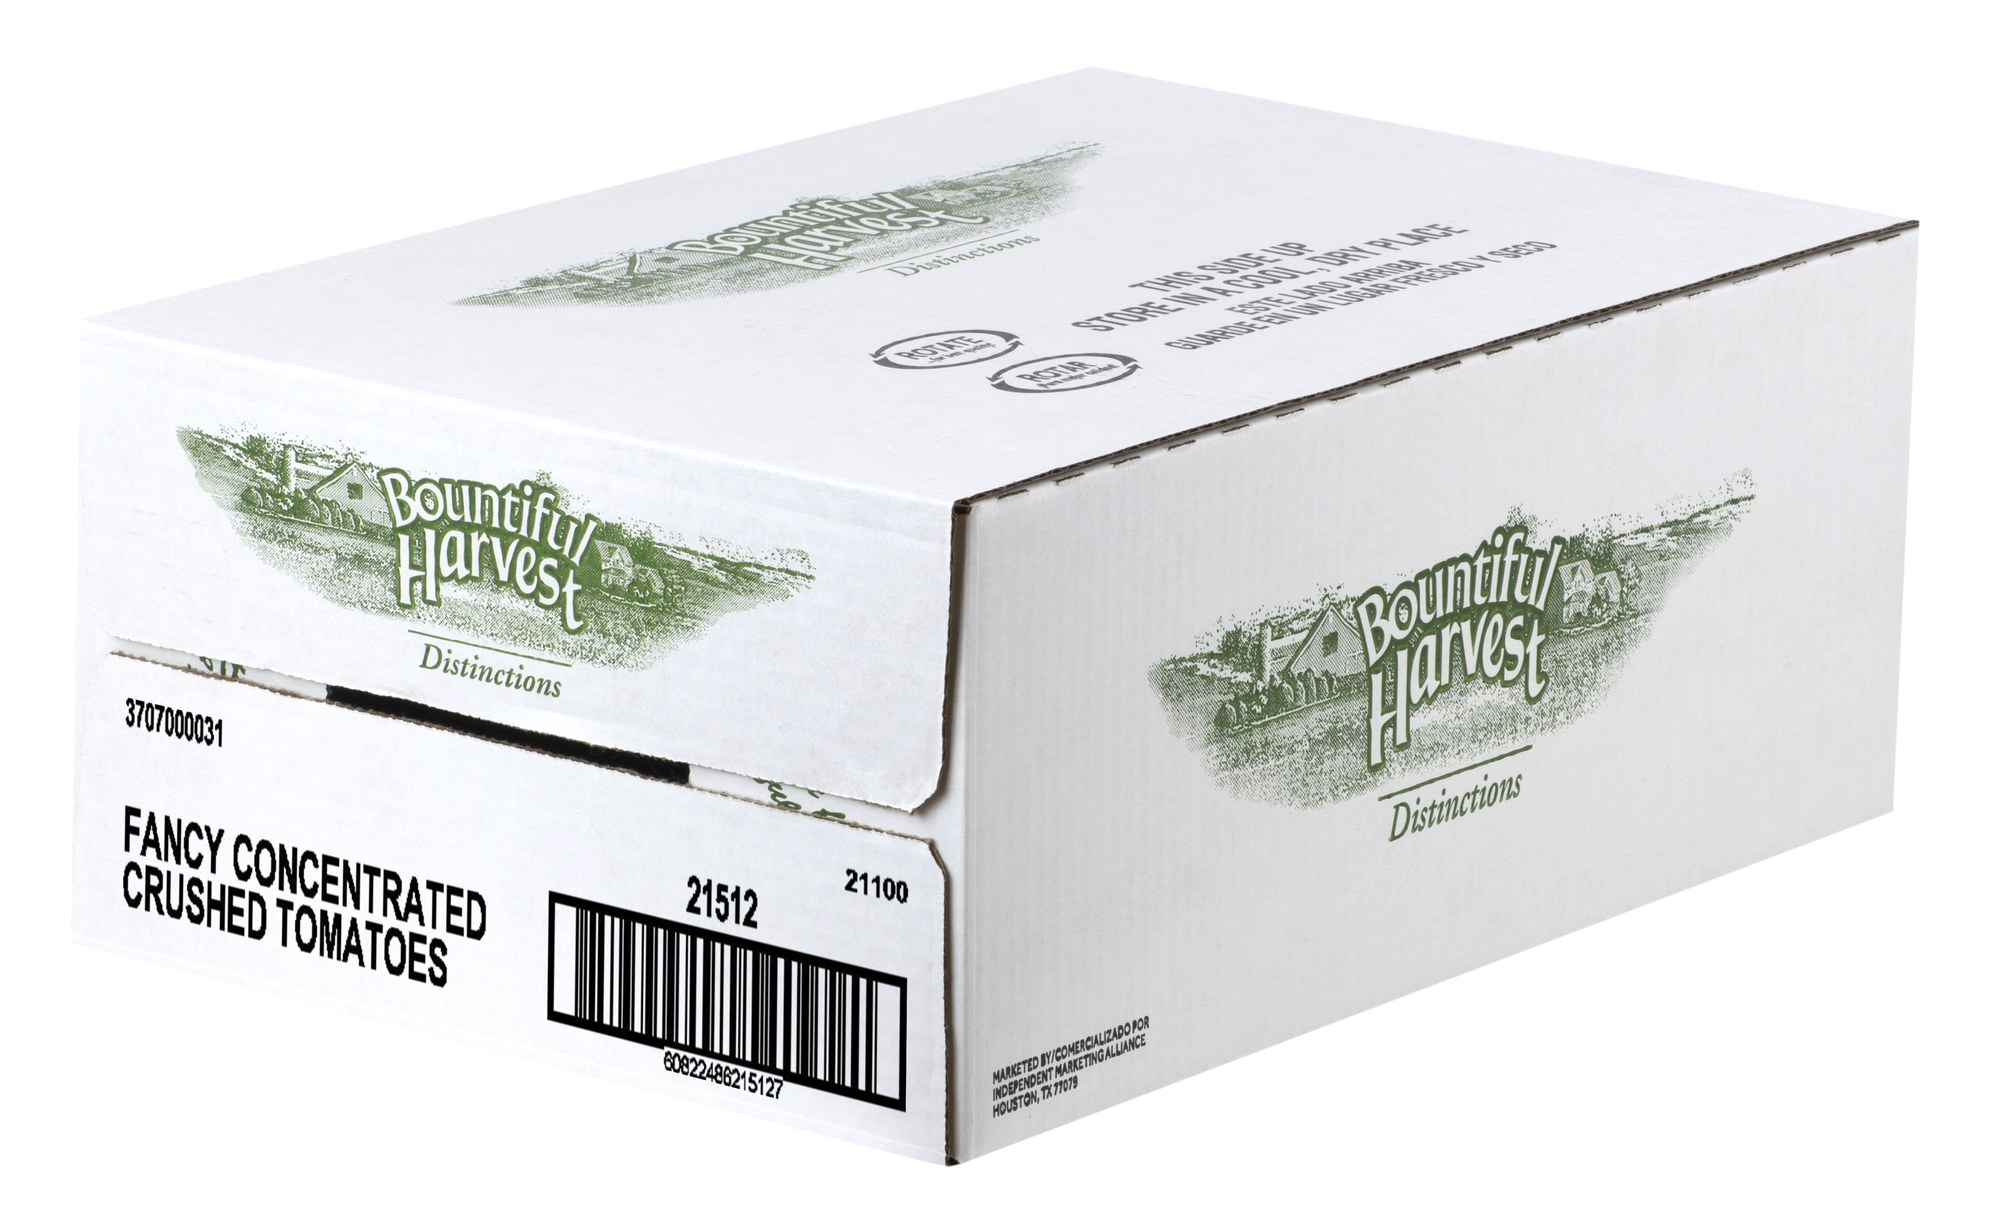 Bountiful
Harvest
Distinctions
THIS SIDE UP
STORE IN A COOL, DRY PLACE
ESTE LADO ARRIBA
GUARDE EN UN LUGAR FRESCO Y SECO
ROTATE
ROTAR
Bountiful
Harvest
Distinctions
3707000031
FANCY CONCENTRATED
CRUSHED TOMATOES
21512
21100
60822486215127
Bountiful
Harvest
Distinctions
MARKETED BY/COMERCIALIZADO POR
INDEPENDENT MARKETING ALLIANCE
HOUSTON, TX 77079